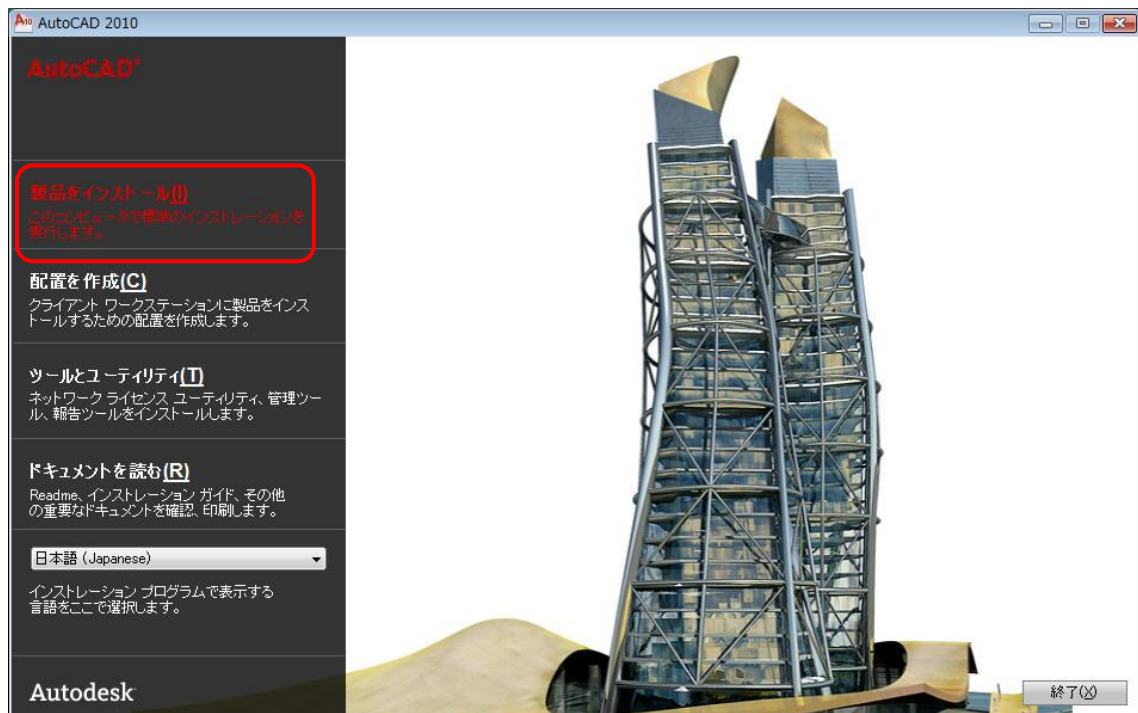 AutoCAD 2010
AutoCAD®
製品をインストール(I)
このコンピュータで標準のインストレーションを
実行します。
配置を作成(C)
クライアント ワークステーションに製品をインス
トールするための配置を作成します。
ツールとユーティリティ(T)
ネットワーク ライセンス ユーティリティ、管理ツー
ル、報告ツールをインストールします。
ドキュメントを読む(R)
Readme、インストレーション ガイド、その他
の重要なドキュメントを確認、印刷します。
日本語 (Japanese)
インストレーション プログラムで表示する
言語をここで選択します。
Autodesk
終了(X)